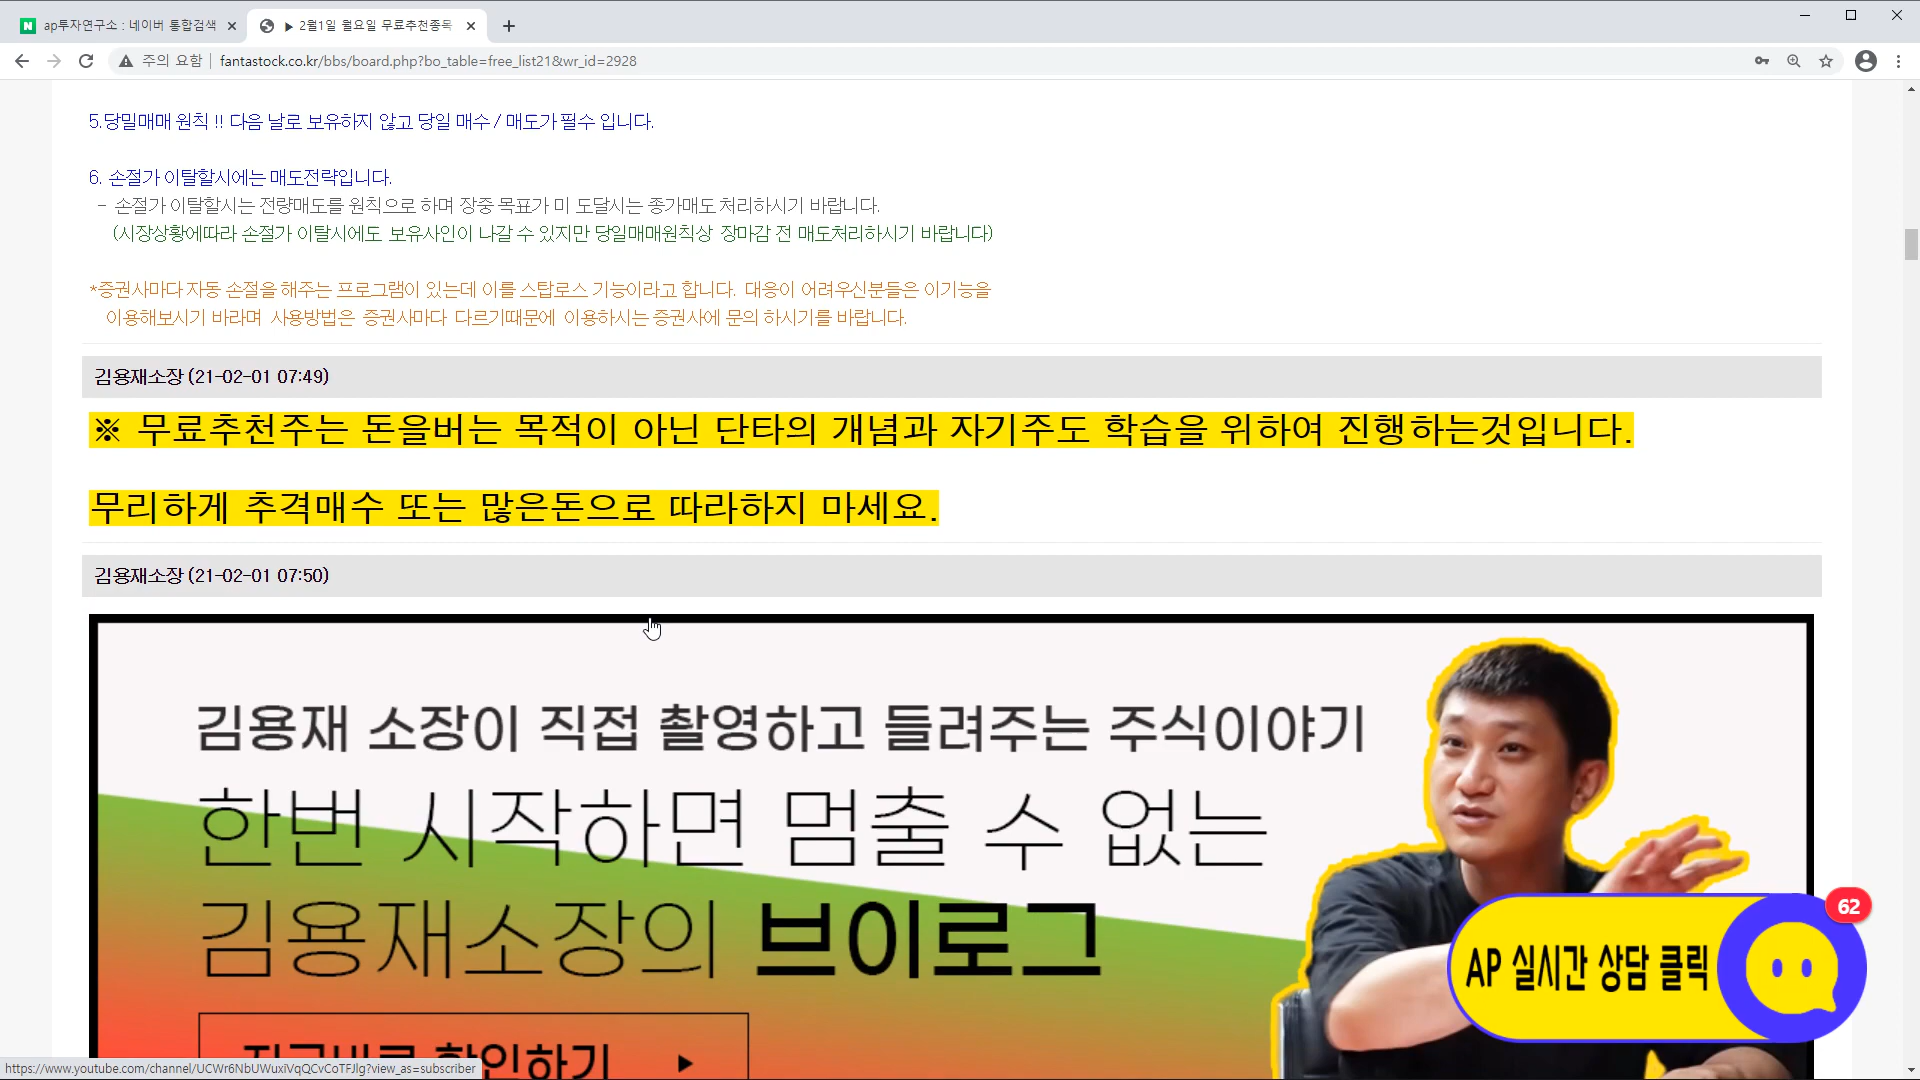 ap투자연구소 : 네이버 통합검색
▶ 2월1일 월요일 무료추천종목
주의 요함
fantastock.co.kr/bbs/board.php?bo_table=free_list21&wr_id=2928
5.당밀매매 원칙 !! 다음 날로 보유하지 않고 당일 매수 / 매도가 필수 입니다.
6. 손절가 이탈할시에는 매도전략입니다.
- 손절가 이탈할시는 전량매도를 원칙으로 하며 장중 목표가 미 도달시는 종가매도 처리하시기 바랍니다.
(시장상황에따라 손절가 이탈시에도 보유사인이 나갈 수 있지만 당일매매원칙상 장마감 전 매도처리하시기 바랍니다)
*증권사마다 자동 손절을 해주는 프로그램이 있는데 이를 스탑로스 기능이라고 합니다. 대응이 어려우신분들은 이기능을
이용해보시기 바라며 사용방법은 증권사마다 다르기때문에 이용하시는 증권사에 문의 하시기를 바랍니다.
김용재소장 (21-02-01 07:49)
※ 무료추천주는 돈을버는 목적이 아닌 단타의 개념과 자기주도 학습을 위하여 진행하는것입니다.
무리하게 추격매수 또는 많은돈으로 따라하지 마세요.
김용재소장 (21-02-01 07:50)
김용재 소장이 직접 촬영하고 들려주는 주식이야기
한번 시작하면 멈출 수 없는
김용재소장의 브이로그
62
AP 실시간 상담 클릭
지금바로 확인하기 ▶
https://www.youtube.com/channel/UCWr6NbUWuxiVqQCvCoTFJlg?view_as=subscriber